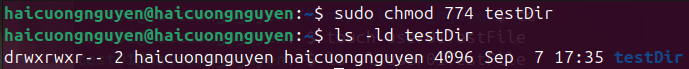 haicuongnguyen@haicuongnguyen:~$ sudo chmod 774 testDir
haicuongnguyen@haicuongnguyen:~$ ls -ld testDir
drwxrwxr-- 2 haicuongnguyen haicuongnguyen 4096 Sep  7 17:35 testDir